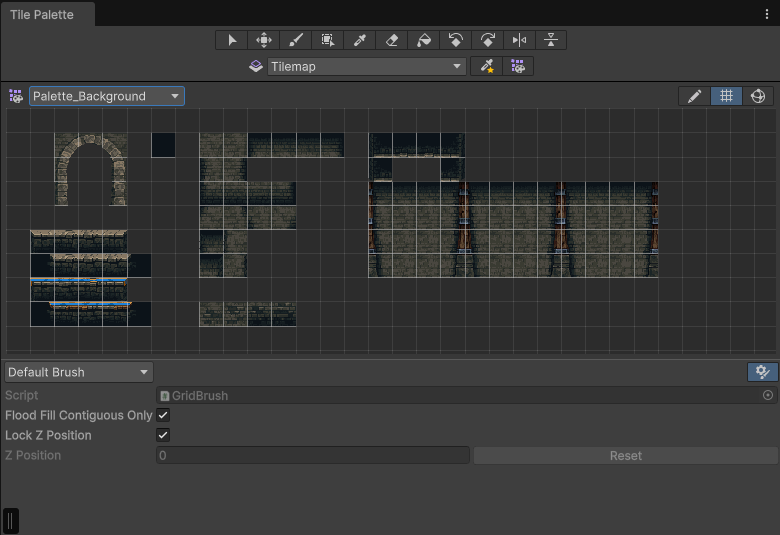 Tile Palette
Tilemap
Palette_Background
Default Brush
Script
GridBrush
Flood Fill Contiguous Only
Lock Z Position
Z Position
0
Reset